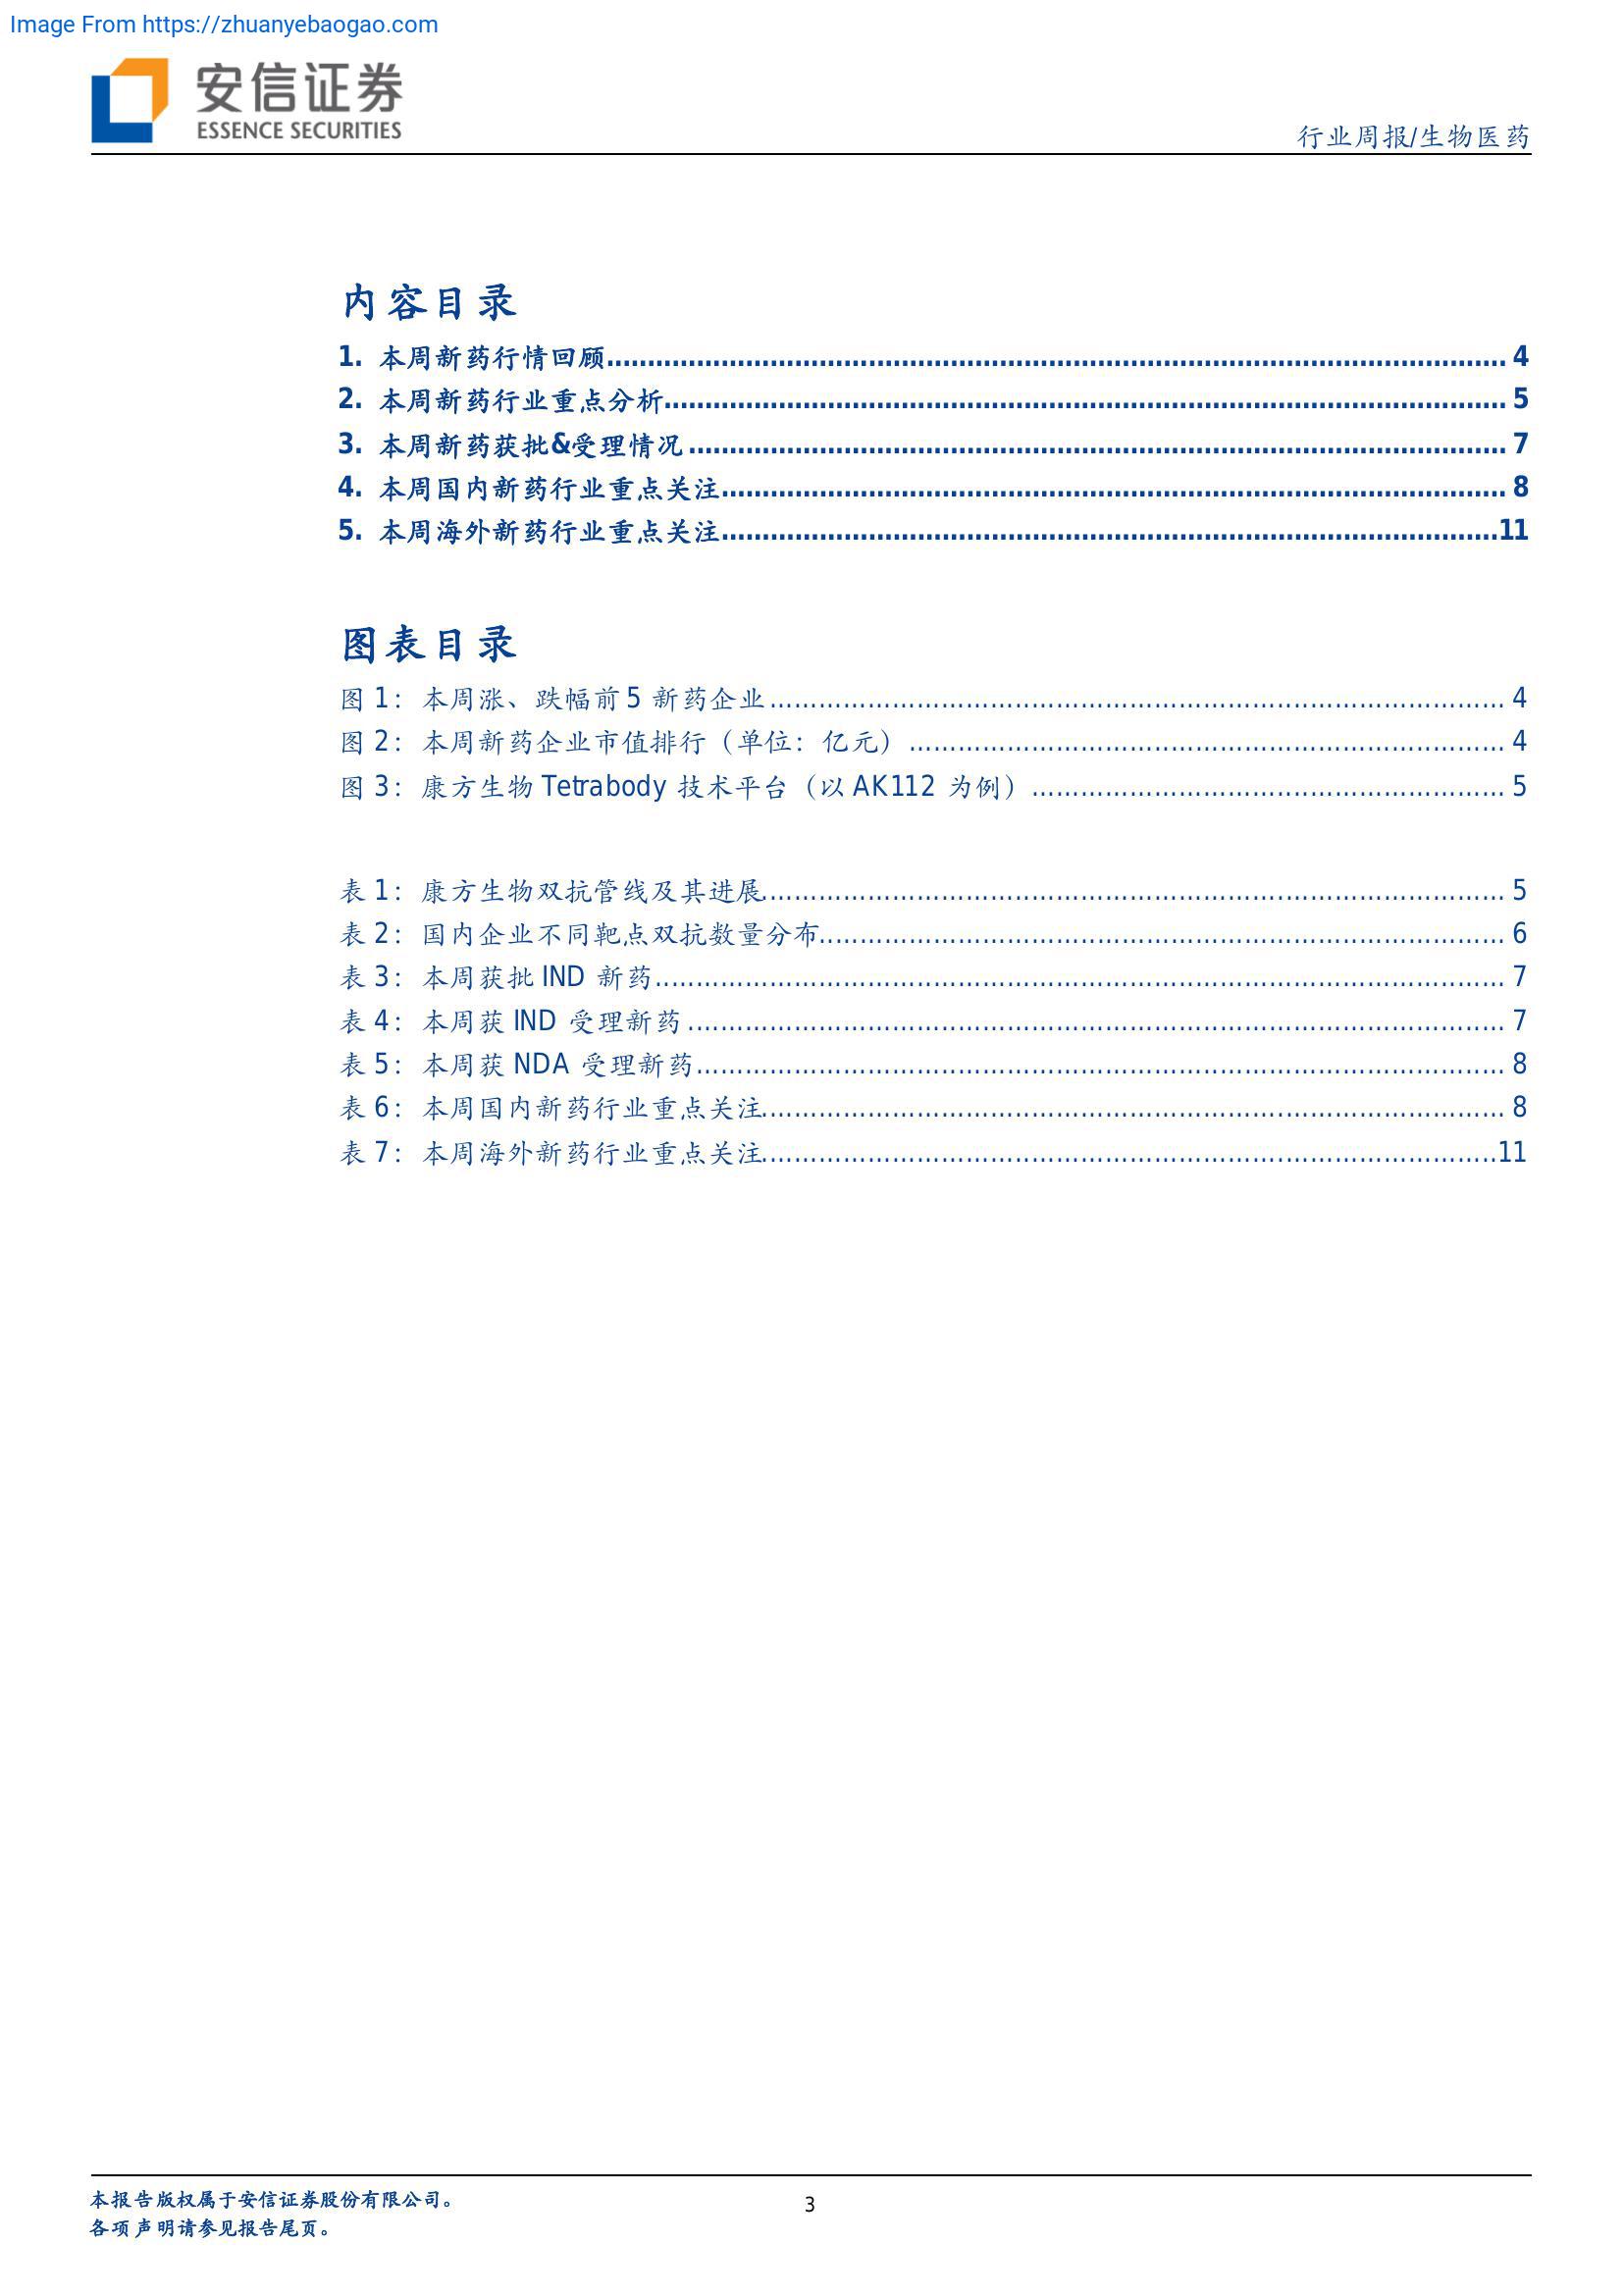 Image From https://zhuanyebaogao.com
安信证券
ESSENCE SECURITIES
行业周报/生物医药
内容目录
1. 本周新药行情回顾 4
2. 本周新药行业重点分析 5
3. 本周新药获批&受理情况 7
4. 本周国内新药行业重点关注 8
5. 本周海外新药行业重点关注 11
图表目录
图 1：本周涨、跌幅前 5 新药企业 4
图 2：本周新药企业市值排行（单位：亿元） 4
图 3：康方生物 Tetrabody 技术平台（以 AK112 为例） 5
表 1：康方生物双抗管线及其进展 5
表 2：国内企业不同靶点双抗数量分布 6
表 3：本周获批 IND 新药 7
表 4：本周获 IND 受理新药 7
表 5：本周获 NDA 受理新药 8
表 6：本周国内新药行业重点关注 8
表 7：本周海外新药行业重点关注 11
本报告版权属于安信证券股份有限公司。
各项声明请参见报告尾页。
3